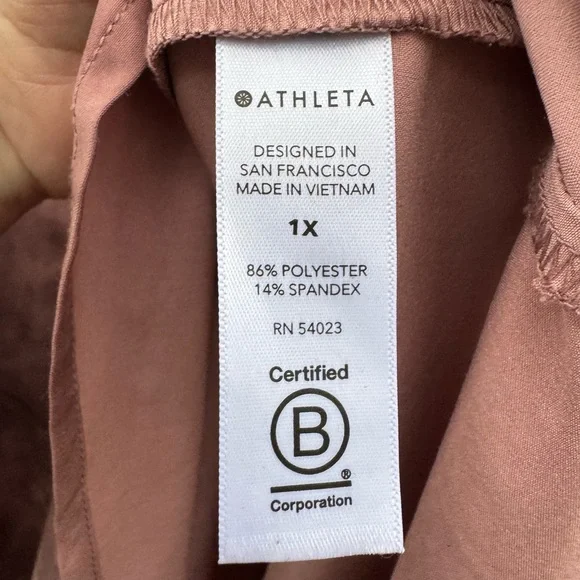 ATHLETA
DESIGNED IN
SAN FRANCISCO
MADE IN VIETNAM
1X
86% POLYESTER
14% SPANDEX
RN 54023
Certified
B
®
Corporation